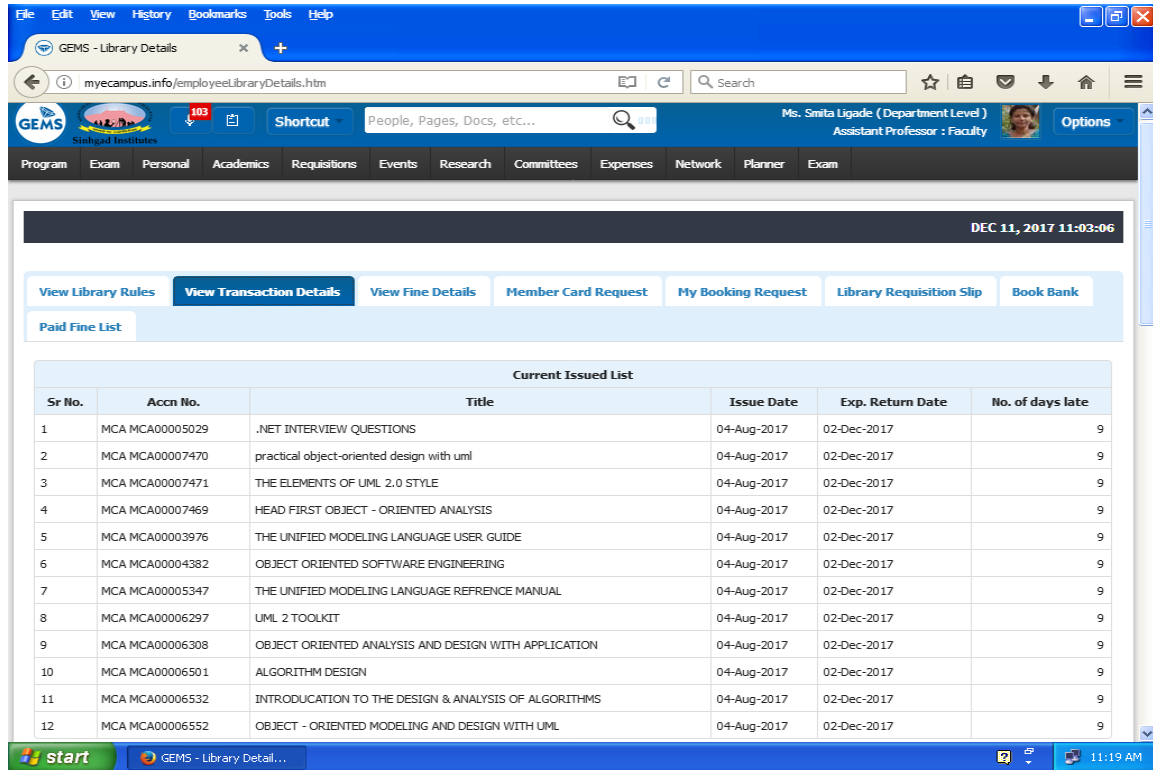 File Edit View History Bookmarks Tools Help
GEMS - Library Details
myecampus.info/employeeLibraryDetails.htm Search
GEMS Sinhgad Institutes 103 Shortcut People, Pages, Docs, etc... Ms. Smita Ligade ( Department Level ) Options
Assistant Professor : Faculty
Program Exam Personal Academics Requisitions Events Research Committees Expenses Network Planner Exam
DEC 11, 2017 11:03:06
View Library Rules View Transaction Details View Fine Details Member Card Request My Booking Request Library Requisition Slip Book Bank
Paid Fine List
Current Issued List
Sr No. Accn No. Title Issue Date Exp. Return Date No. of days late
1 MCA MCA00005029 .NET INTERVIEW QUESTIONS 04-Aug-2017 02-Dec-2017 9
2 MCA MCA00007470 practical object-oriented design with uml 04-Aug-2017 02-Dec-2017 9
3 MCA MCA00007471 THE ELEMENTS OF UML 2.0 STYLE 04-Aug-2017 02-Dec-2017 9
4 MCA MCA00007469 HEAD FIRST OBJECT - ORIENTED ANALYSIS 04-Aug-2017 02-Dec-2017 9
5 MCA MCA00003976 THE UNIFIED MODELING LANGUAGE USER GUIDE 04-Aug-2017 02-Dec-2017 9
6 MCA MCA00004382 OBJECT ORIENTED SOFTWARE ENGINEERING 04-Aug-2017 02-Dec-2017 9
7 MCA MCA00005347 THE UNIFIED MODELING LANGUAGE REFRENCE MANUAL 04-Aug-2017 02-Dec-2017 9
8 MCA MCA00006297 UML 2 TOOLKIT 04-Aug-2017 02-Dec-2017 9
9 MCA MCA00006308 OBJECT ORIENTED ANALYSIS AND DESIGN WITH APPLICATION 04-Aug-2017 02-Dec-2017 9
10 MCA MCA00006501 ALGORITHM DESIGN 04-Aug-2017 02-Dec-2017 9
11 MCA MCA00006532 INTRODUCATION TO THE DESIGN & ANALYSIS OF ALGORITHMS 04-Aug-2017 02-Dec-2017 9
12 MCA MCA00006552 OBJECT - ORIENTED MODELING AND DESIGN WITH UML 04-Aug-2017 02-Dec-2017 9
start GEMS - Library Detail... 11:19 AM